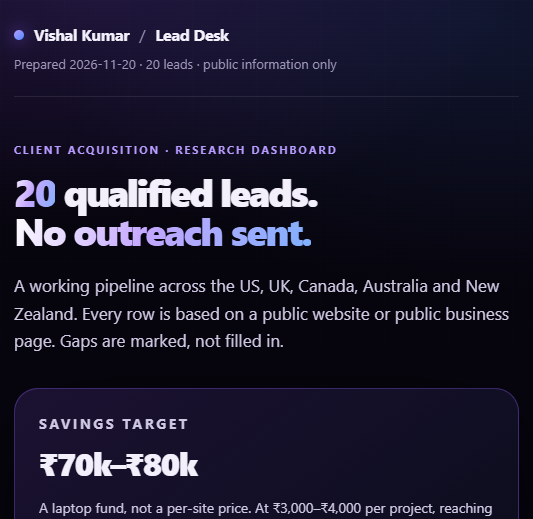 Vishal Kumar / Lead Desk
Prepared 2026-11-20 · 20 leads · public information only
CLIENT ACQUISITION · RESEARCH DASHBOARD
20 qualified leads.
No outreach sent.
A working pipeline across the US, UK, Canada, Australia and New
Zealand. Every row is based on a public website or public business
page. Gaps are marked, not filled in.
SAVINGS TARGET
₹70k–₹80k
A laptop fund, not a per-site price. At ₹3,000–₹4,000 per project, reaching